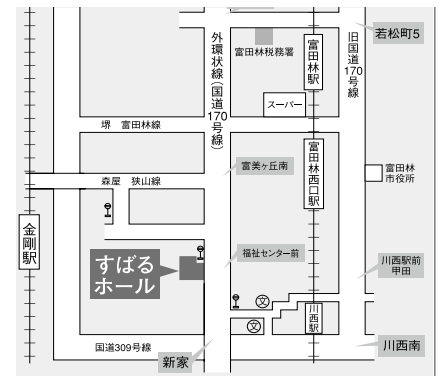 若松町5
富田林税務署
外環状線(国道170号線)
旧国道170号線
富田林駅
スーパー
堺 富田林線
富美ヶ丘南
富田林西口駅
富田林
市役所
森屋 狭山線
金剛駅
すばる
ホール
福祉センター前
川西駅前
甲田
文
文
川西駅
国道309号線
新家
川西南